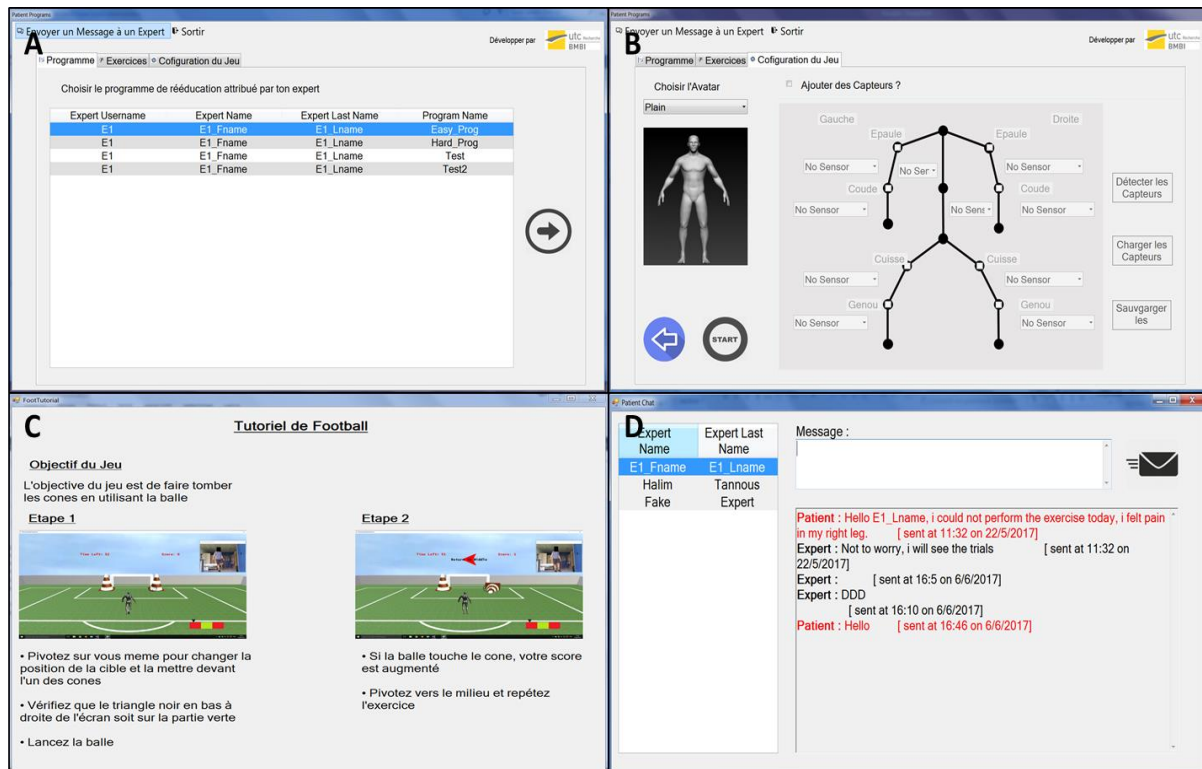 Patient Programs
Envoyer un Message à un Expert Sortir
A
Développer par utc Recherche
BMBI
Programme Exercices Cofiguration du Jeu
Choisir le programme de rééducation attribué par ton expert
Expert Username Expert Name Expert Last Name Program Name
E1 E1_Fname E1_Lname Easy_Prog
E1 E1_Fname E1_Lname Hard_Prog
E1 E1_Fname E1_Lname Test
E1 E1_Fname E1_Lname Test2
Patient Programs
Envoyer un Message à un Expert Sortir
B
Développer par utc Recherche
BMBI
Programme Exercices Cofiguration du Jeu
Choisir l'Avatar
Ajouter des Capteurs ?
Plain
Gauche Droite
Epaule Epaule
No Sensor No Ser No Sensor
Coude Coude
No Sensor No Sens No Sensor
Cuisse Cuisse
No Sensor No Sensor
Genou Genou
No Sensor No Sensor
Détecter les
Capteurs
Charger les
Capteurs
Sauvgarger
les
START
FootTutorial
C
Tutoriel de Football
Objectif du Jeu
L'objective du jeu est de faire tomber
les cones en utilisant la balle
Etape 1
Etape 2
• Pivotez sur vous meme pour changer la
position de la cible et la mettre devant
l'un des cones
• Vérifiez que le triangle noir en bas à
droite de l'écran soit sur la partie verte
• Lancez la balle
• Si la balle touche le cone, votre score
est augmenté
• Pivotez vers le milieu et repétez
l'exercice
Patient Chat
D
Expert Expert Last
Name Name
E1_Fname E1_Lname
Halim Tannous
Fake Expert
Message :
Patient : Hello E1_Lname, i could not perform the exercise today, i felt pain
in my right leg. [ sent at 11:32 on 22/5/2017]
Expert : Not to worry, i will see the trials [ sent at 11:32 on
22/5/2017]
Expert : [ sent at 16:5 on 6/6/2017]
Expert : DDD
[ sent at 16:10 on 6/6/2017]
Patient : Hello [ sent at 16:46 on 6/6/2017]